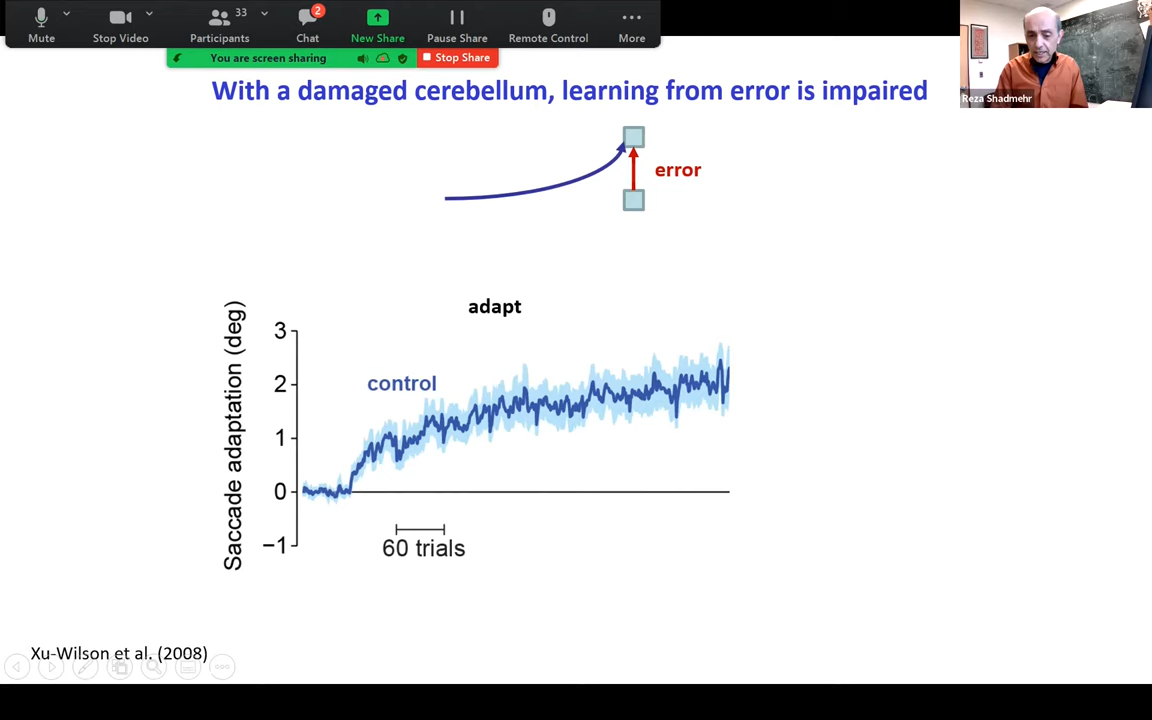 33
2
Mute
Stop Video
Participants
Chat
New Share
Pause Share
Remote Control
More
You are screen sharing
Stop Share
Reza Shadmehr
With a damaged cerebellum, learning from error is impaired
error
adapt
Saccade adaptation (deg)
3
2
1
0
−1
control
60 trials
Xu-Wilson et al. (2008)